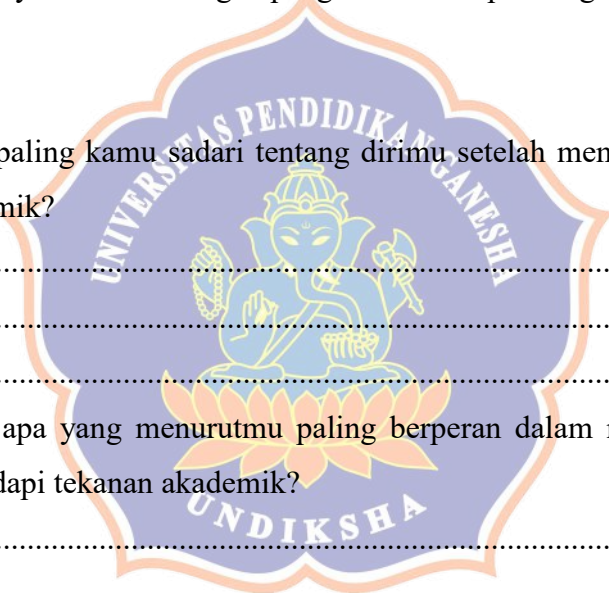 paling kamu sadari tentang dirimu setelah
mik?
....................................................................................
....................................................................................
....................................................................................
apa yang menurutmu paling berperan dalam
dapi tekanan akademik?
....................................................................................
UNIVERSITAS PENDIDIKAN GANESHA
UNDIKSHA